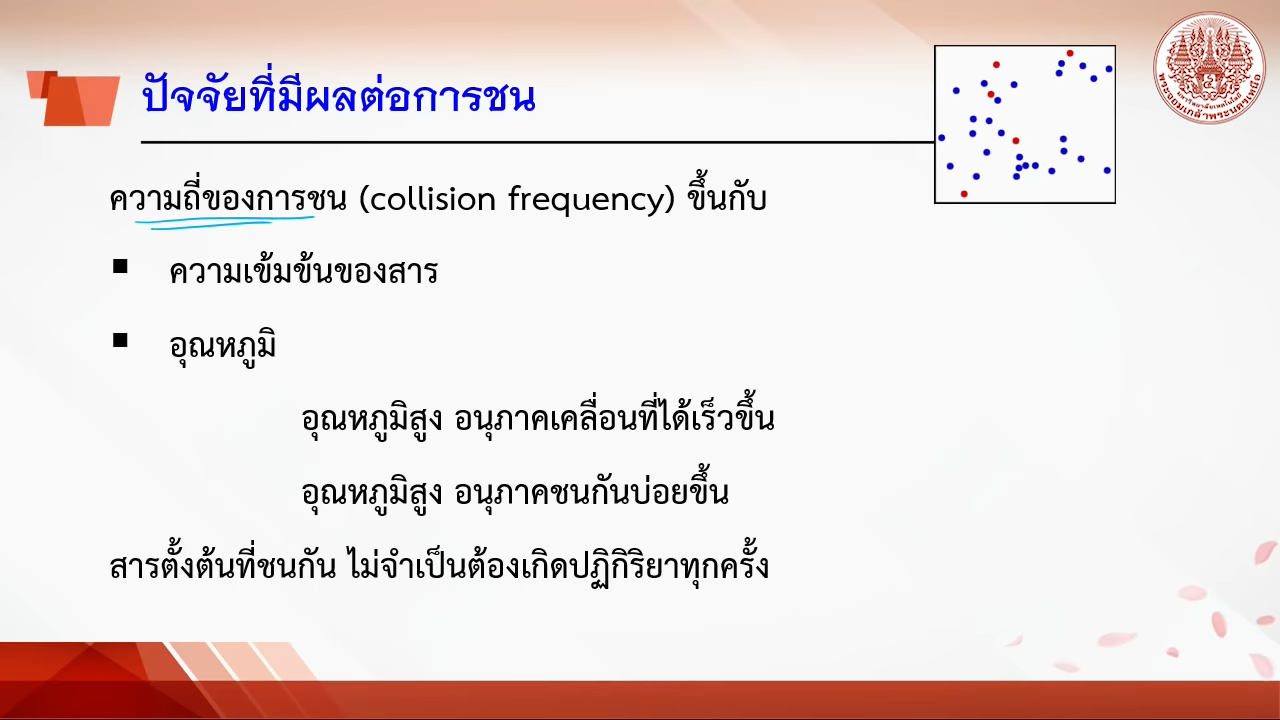 ปัจจัยที่มีผลต่อการชน
ความถี่ของการชน (collision frequency) ขึ้นกับ
ความเข้มข้นของสาร
อุณหภูมิ
อุณหภูมิสูง อนุภาคเคลื่อนที่ได้เร็วขึ้น
อุณหภูมิสูง อนุภาคชนกันบ่อยขึ้น
สารตั้งต้นที่ชนกัน ไม่จำเป็นต้องเกิดปฏิกิริยาทุกครั้ง